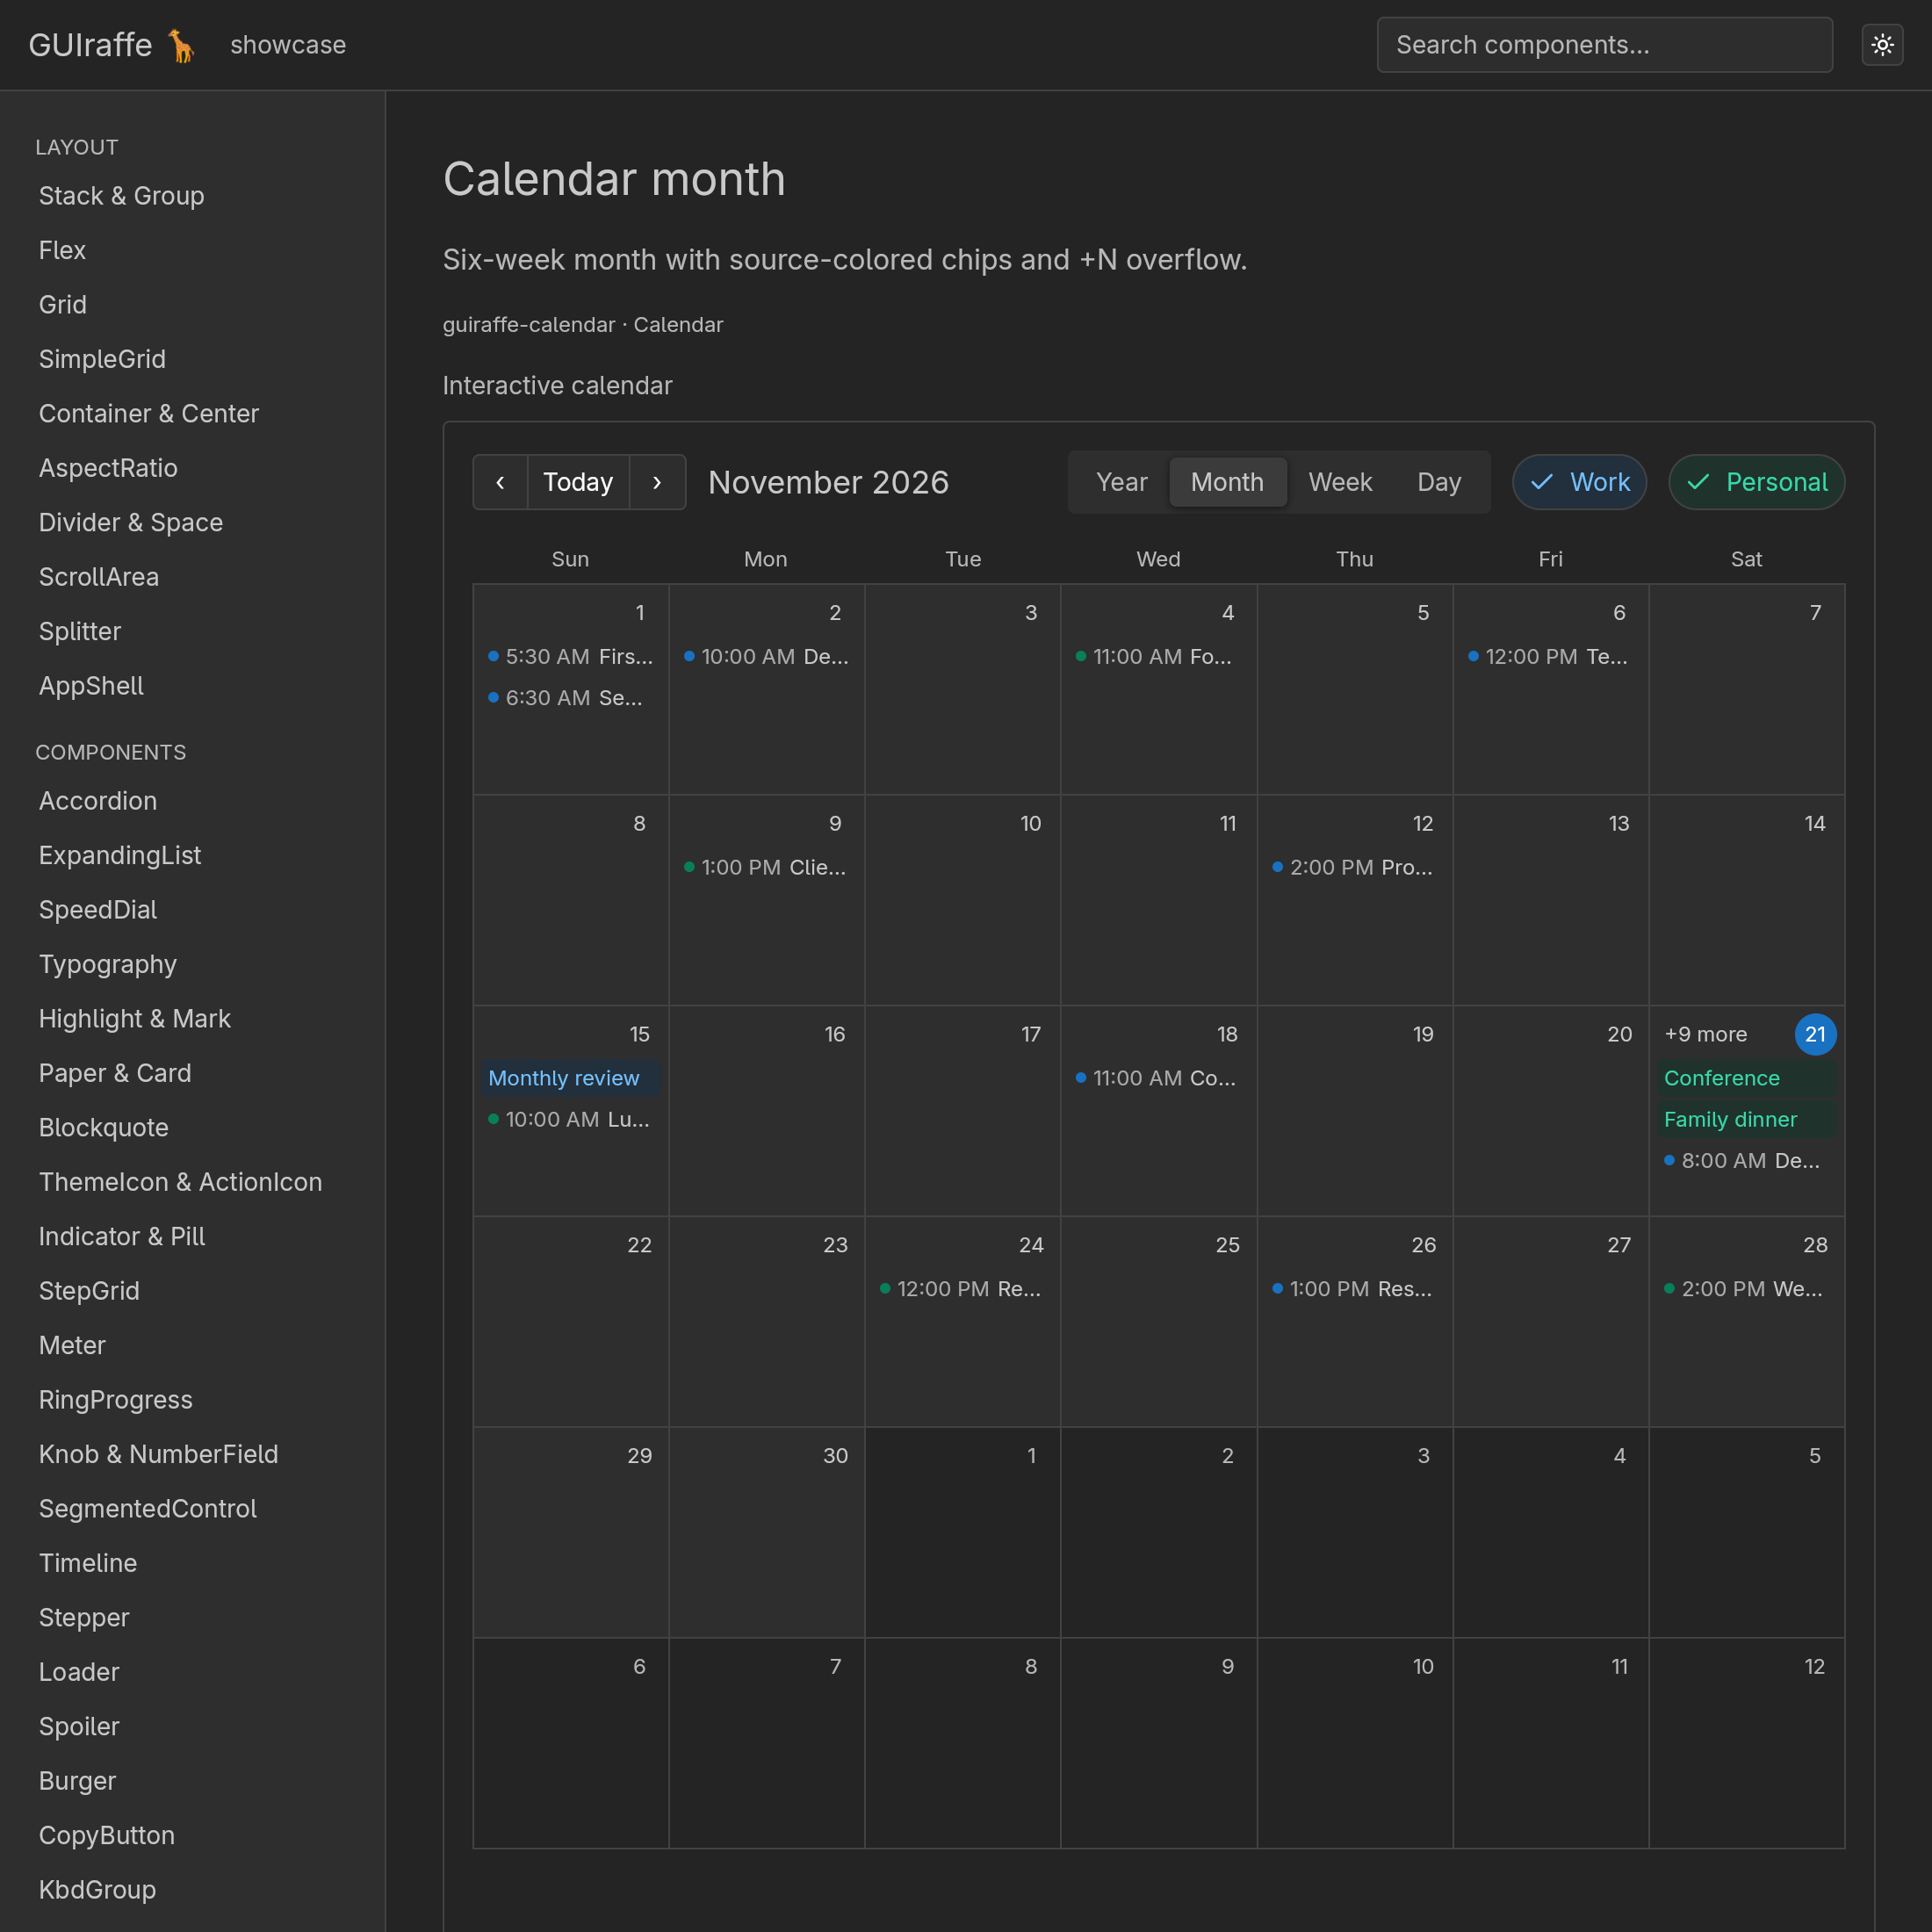 GUIraffe 🦒 showcase Search components...
LAYOUT
Stack & Group
Flex
Grid
SimpleGrid
Container & Center
AspectRatio
Divider & Space
ScrollArea
Splitter
AppShell
COMPONENTS
Accordion
ExpandingList
SpeedDial
Typography
Highlight & Mark
Paper & Card
Blockquote
ThemeIcon & ActionIcon
Indicator & Pill
StepGrid
Meter
RingProgress
Knob & NumberField
SegmentedControl
Timeline
Stepper
Loader
Spoiler
Burger
CopyButton
KbdGroup
Calendar month
Six-week month with source-colored chips and +N overflow.
guiraffe-calendar · Calendar
Interactive calendar
‹ Today › November 2026 Year Month Week Day Work Personal
Sun Mon Tue Wed Thu Fri Sat
1 2 3 4 5 6 7
5:30 AM Firs... 10:00 AM De... 11:00 AM Fo... 12:00 PM Te...
6:30 AM Se...
8 9 10 11 12 13 14
1:00 PM Clie... 2:00 PM Pro...
15 16 17 18 19 20 +9 more 21
Monthly review 11:00 AM Co... Conference
10:00 AM Lu... Family dinner
8:00 AM De...
22 23 24 25 26 27 28
12:00 PM Re... 1:00 PM Res... 2:00 PM We...
29 30 1 2 3 4 5
6 7 8 9 10 11 12